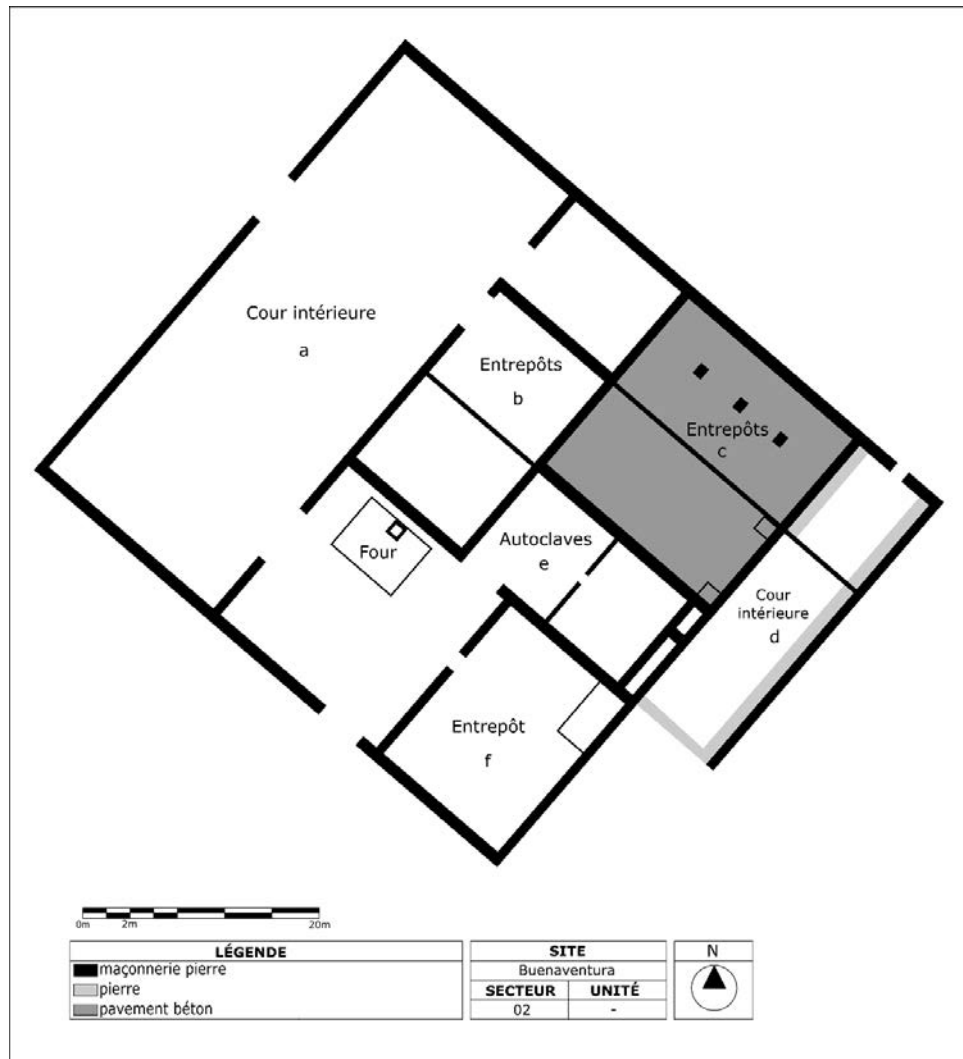 Cour intérieure
a
Entrepôts
b
Entrepôts
c
Four
Autoclaves
e
Cour
intérieure
d
Entrepôt
f
0m 2m 20m
LÉGENDE
maçonnerie pierre
pierre
pavement béton
SITE
Buenaventura
SECTEUR UNITÉ
02 -
N